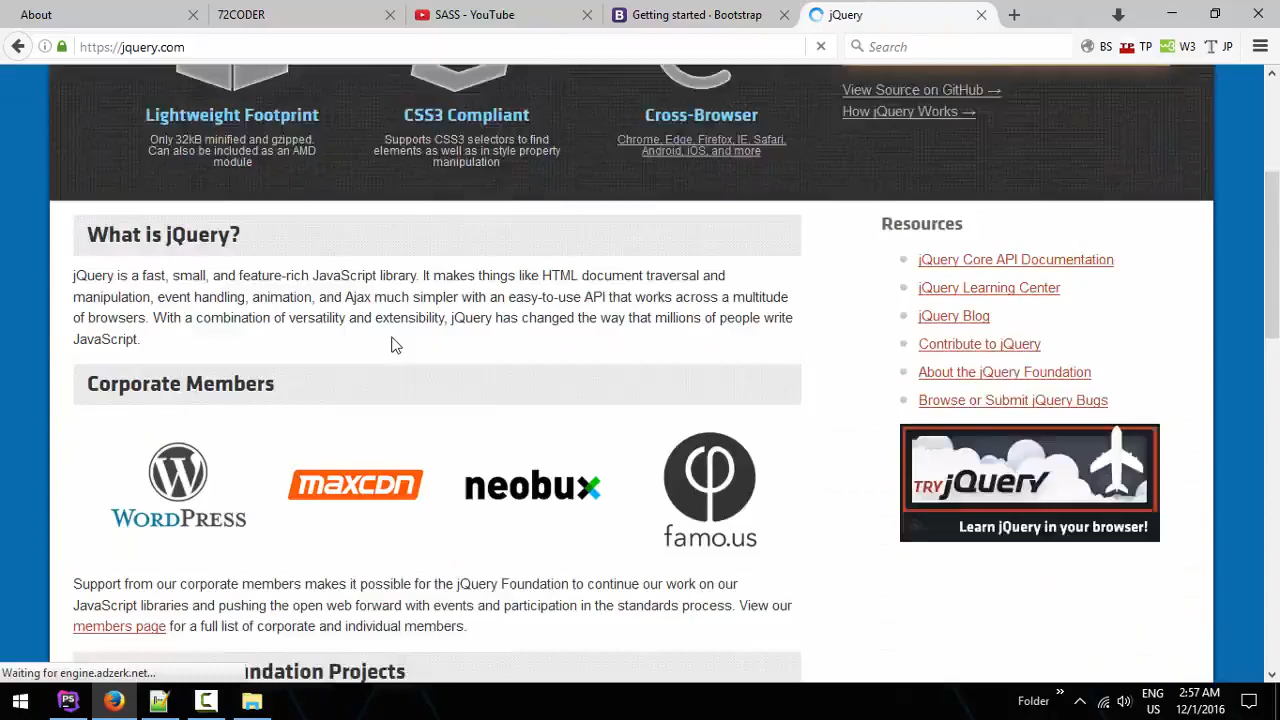 About
72CODER
SASS - YouTube
Getting started · Bootstrap
jQuery
https://jquery.com
Search
BS
TP
W3
JP
Lightweight Footprint
Only 32kB minified and gzipped.
Can also be included as an AMD
module
CSS3 Compliant
Supports CSS3 selectors to find
elements as well as in style property
manipulation
Cross-Browser
Chrome, Edge, Firefox, IE, Safari,
Android, iOS, and more
View Source on GitHub →
How jQuery Works →
What is jQuery?
jQuery is a fast, small, and feature-rich JavaScript library. It makes things like HTML document traversal and
manipulation, event handling, animation, and Ajax much simpler with an easy-to-use API that works across a multitude
of browsers. With a combination of versatility and extensibility, jQuery has changed the way that millions of people write
JavaScript.
Resources
jQuery Core API Documentation
jQuery Learning Center
jQuery Blog
Contribute to jQuery
About the jQuery Foundation
Browse or Submit jQuery Bugs
TRY jQuery
Learn jQuery in your browser!
Corporate Members
WORDPRESS
maxcdn
neobux
famo.us
Support from our corporate members makes it possible for the jQuery Foundation to continue our work on our
JavaScript libraries and pushing the open web forward with events and participation in the standards process. View our
members page for a full list of corporate and individual members.
undation Projects
Waiting for engine.adzerk.net...
Folder
ENG
US
2:57 AM
12/1/2016